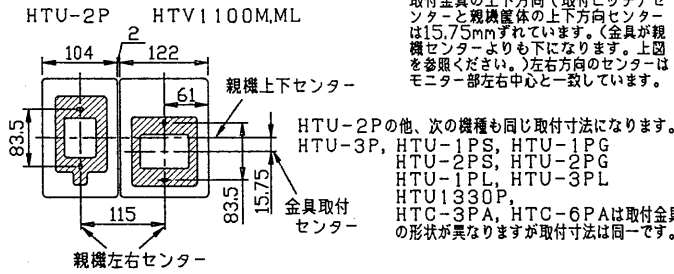 HTU-2P HTV1100M,ML
2
104 122
61
83.5
115
83.5
15.75
親機上下センター
金具取付
センター
親機左右センター
ンターと親機筐体の上下方向センター
は15,75mmずれています。(金具が親
機センターよりも下になります。上図
を参照ください。)左右方向のセンターは
モニター部左右中心と一致しています。
HTU-2Pの他、次の機種も同じ取付寸法になります。
HTU-3P, HTU-1PS, HTU-1PG
HTU-2PS, HTU-2PG
HTU-1PL, HTU-3PL
HTU1330P,
HTC-3PA, HTC-6PAは取付金具
の形状が異なりますが取付寸法は同一です。